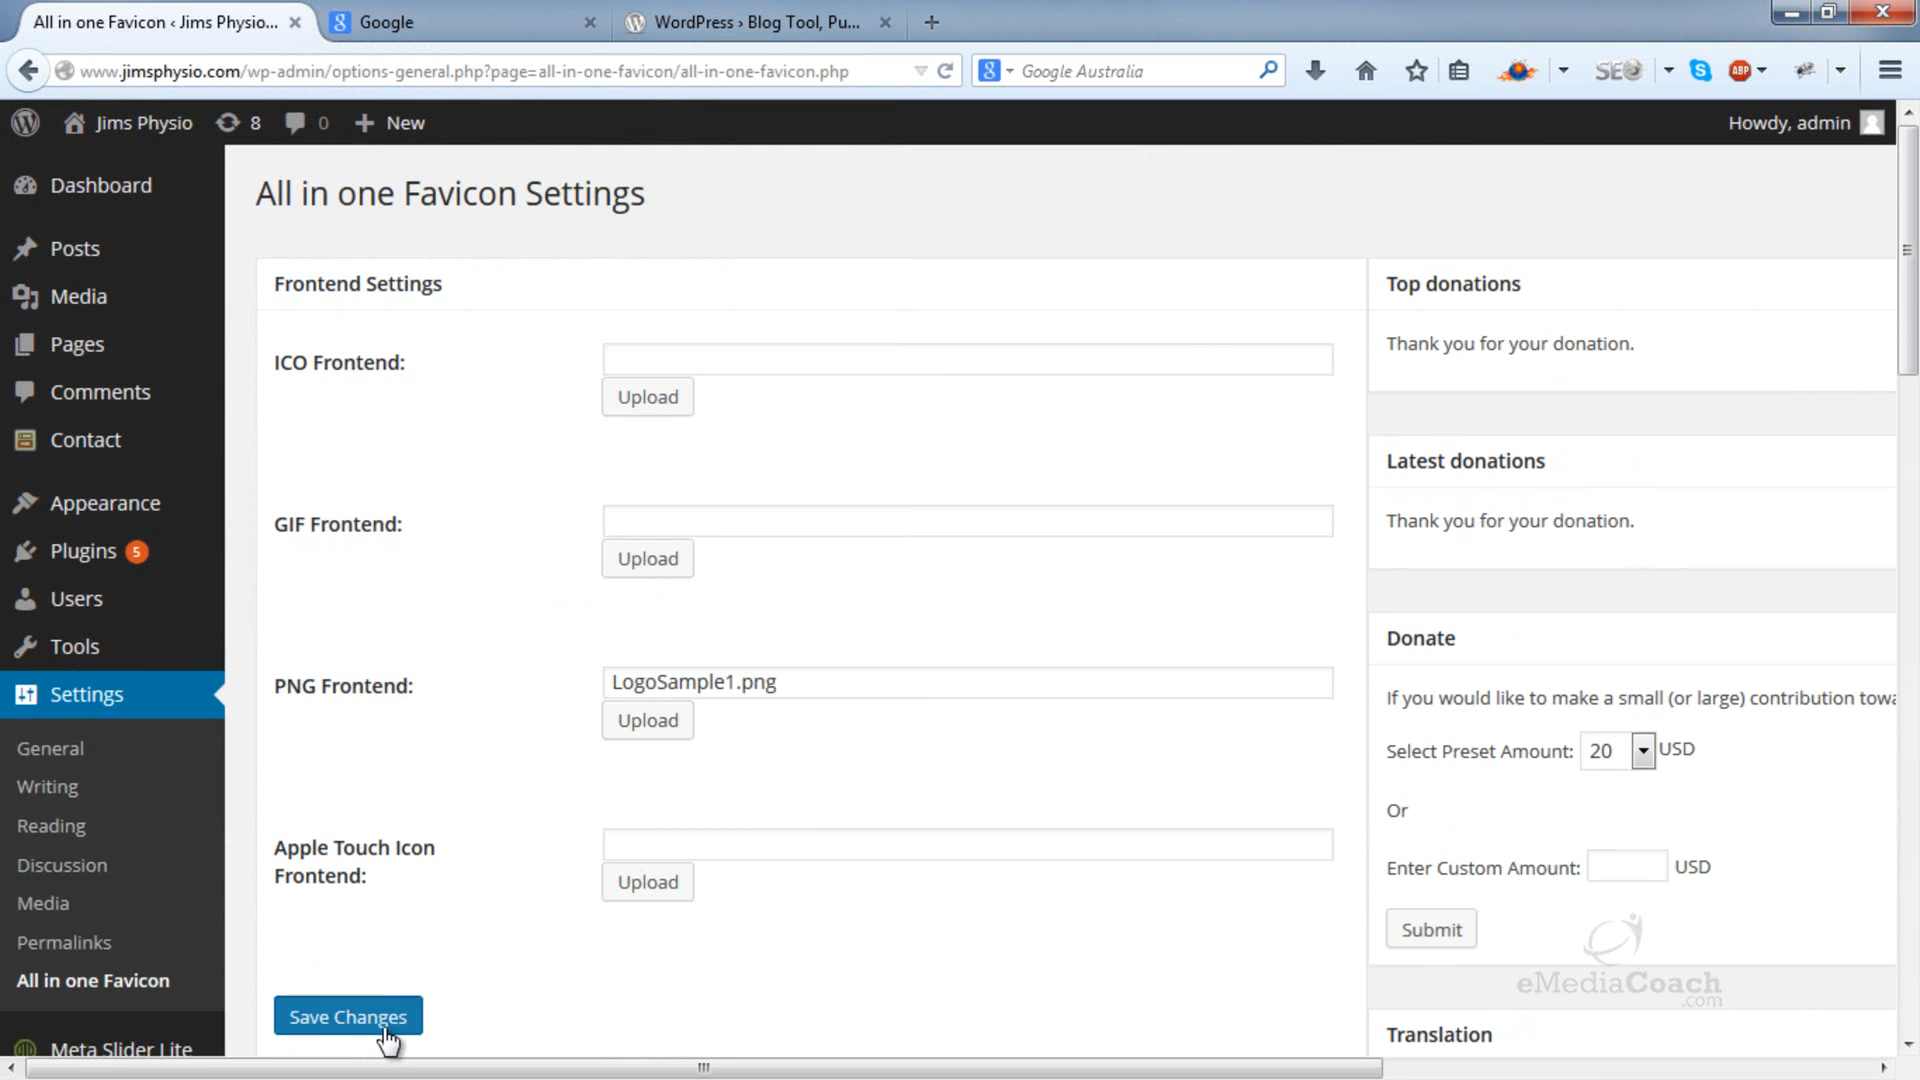 All in one Favicon ‹ Jims Physio...
Google
WordPress › Blog Tool, Pu...
www.jimsphysio.com/wp-admin/options-general.php?page=all-in-one-favicon/all-in-one-favicon.php
Google Australia
SEO
ABP
Jims Physio
8
0
New
Howdy, admin
Dashboard
Posts
Media
Pages
Comments
Contact
Appearance
Plugins 5
Users
Tools
Settings
General
Writing
Reading
Discussion
Media
Permalinks
All in one Favicon
Meta Slider Lite
All in one Favicon Settings
Frontend Settings
ICO Frontend:
Upload
GIF Frontend:
Upload
PNG Frontend:
LogoSample1.png
Upload
Apple Touch Icon
Frontend:
Upload
Save Changes
Top donations
Thank you for your donation.
Latest donations
Thank you for your donation.
Donate
If you would like to make a small (or large) contribution towa
Select Preset Amount: 20 USD
Or
Enter Custom Amount: USD
Submit
eMediaCoach
.com
Translation